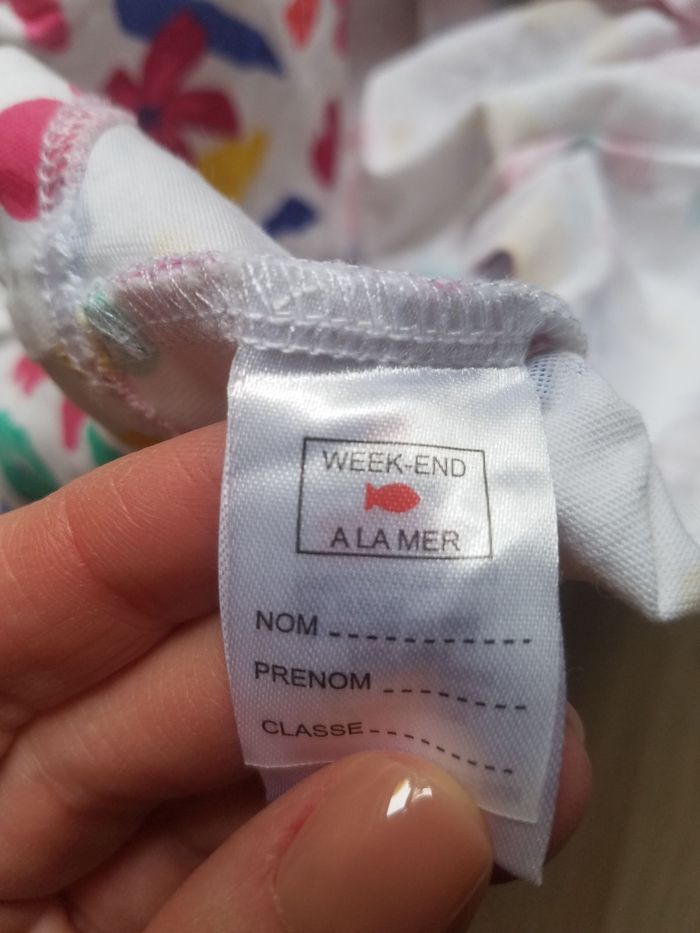 WEEK-END
A LA MER
NOM
PRENOM
CLASSE